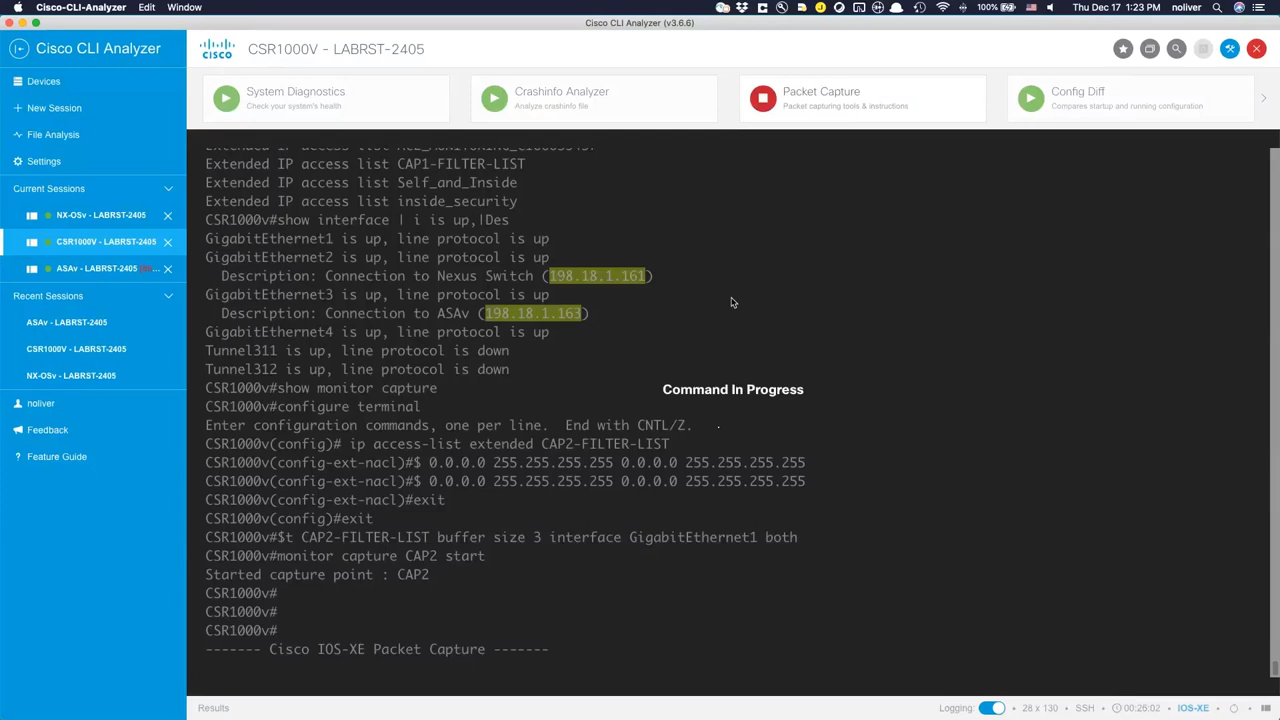 Cisco-CLI-Analyzer Edit Window
100% Thu Dec 17 1:23 PM noliver
Cisco CLI Analyzer (v3.6.6)
Cisco CLI Analyzer
cisco
CSR1000V - LABRST-2405
Devices
New Session
File Analysis
Settings
Current Sessions
NX-OSv - LABRST-2405
CSR1000V - LABRST-2405
ASAv - LABRST-2405
Recent Sessions
ASAv - LABRST-2405
CSR1000V - LABRST-2405
NX-OSv - LABRST-2405
noliver
Feedback
? Feature Guide
System Diagnostics
Check your system's health
Crashinfo Analyzer
Analyze crashinfo file
Packet Capture
Packet capturing tools & instructions
Config Diff
Compares startup and running configuration
Extended IP access list
Extended IP access list CAP1-FILTER-LIST
Extended IP access list Self_and_Inside
Extended IP access list inside_security
CSR1000v#show interface | i is up,|Des
GigabitEthernet1 is up, line protocol is up
GigabitEthernet2 is up, line protocol is up
Description: Connection to Nexus Switch (198.18.1.161)
GigabitEthernet3 is up, line protocol is up
Description: Connection to ASAv (198.18.1.163)
GigabitEthernet4 is up, line protocol is up
Tunnel311 is up, line protocol is down
Tunnel312 is up, line protocol is down
CSR1000v#show monitor capture
Command In Progress
CSR1000v#configure terminal
Enter configuration commands, one per line.  End with CNTL/Z.
CSR1000v(config)# ip access-list extended CAP2-FILTER-LIST
CSR1000v(config-ext-nacl)#$ 0.0.0.0 255.255.255.255 0.0.0.0 255.255.255.255
CSR1000v(config-ext-nacl)#$ 0.0.0.0 255.255.255.255 0.0.0.0 255.255.255.255
CSR1000v(config-ext-nacl)#exit
CSR1000v(config)#exit
CSR1000v#$t CAP2-FILTER-LIST buffer size 3 interface GigabitEthernet1 both
CSR1000v#monitor capture CAP2 start
Started capture point : CAP2
CSR1000v#
CSR1000v#
CSR1000v#
------- Cisco IOS-XE Packet Capture -------
Results
Logging: • 28 x 130 • SSH • 00:26:02 • IOS-XE